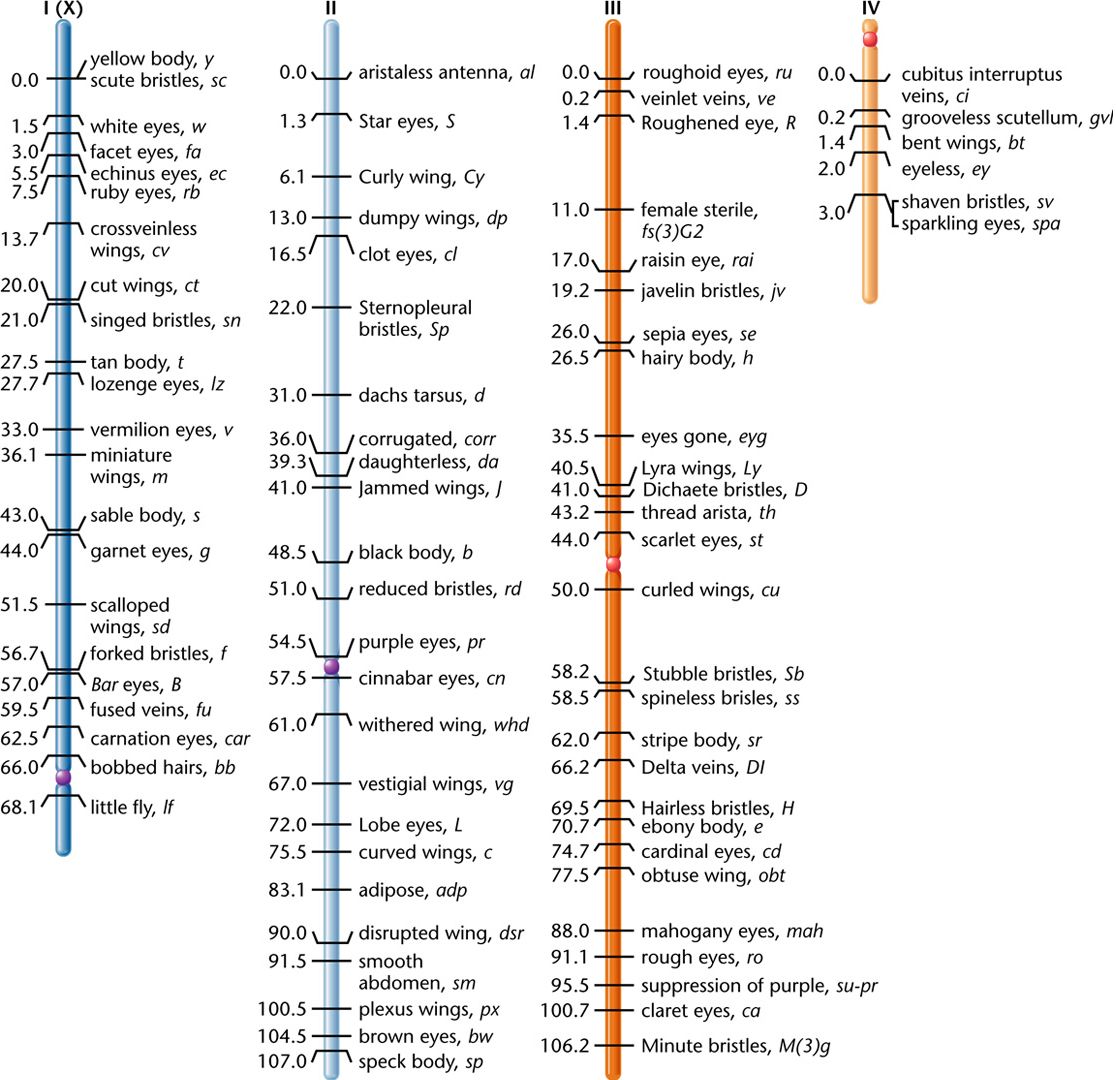 I (X)
yellow body, y
0.0 scute bristles, sc
1.5 white eyes, w
3.0 facet eyes, fa
5.5 echinus eyes, ec
7.5 ruby eyes, rb
13.7 crossveinless
wings, cv
20.0 cut wings, ct
21.0 singed bristles, sn
27.5 tan body, t
27.7 lozenge eyes, lz
33.0 vermilion eyes, v
36.1 miniature
wings, m
43.0 sable body, s
44.0 garnet eyes, g
51.5 scalloped
wings, sd
56.7 forked bristles, f
57.0 Bar eyes, B
59.5 fused veins, fu
62.5 carnation eyes, car
66.0 bobbed hairs, bb
68.1 little fly, lf
II
0.0 aristaless antenna, al
1.3 Star eyes, S
6.1 Curly wing, Cy
13.0 dumpy wings, dp
16.5 clot eyes, cl
22.0 Sternopleural
bristles, Sp
31.0 dachs tarsus, d
36.0 corrugated, corr
39.3 daughterless, da
41.0 Jammed wings, J
48.5 black body, b
51.0 reduced bristles, rd
54.5 purple eyes, pr
57.5 cinnabar eyes, cn
61.0 withered wing, whd
67.0 vestigial wings, vg
72.0 Lobe eyes, L
75.5 curved wings, c
83.1 adipose, adp
90.0 disrupted wing, dsr
91.5 smooth
abdomen, sm
100.5 plexus wings, px
104.5 brown eyes, bw
107.0 speck body, sp
III
0.0 roughoid eyes, ru
0.2 veinlet veins, ve
1.4 Roughened eye, R
11.0 female sterile,
fs(3)G2
17.0 raisin eye, rai
19.2 javelin bristles, jv
26.0 sepia eyes, se
26.5 hairy body, h
35.5 eyes gone, eyg
40.5 Lyra wings, Ly
41.0 Dichaete bristles, D
43.2 thread arista, th
44.0 scarlet eyes, st
50.0 curled wings, cu
58.2 Stubble bristles, Sb
58.5 spineless brisles, ss
62.0 stripe body, sr
66.2 Delta veins, DI
69.5 Hairless bristles, H
70.7 ebony body, e
74.7 cardinal eyes, cd
77.5 obtuse wing, obt
88.0 mahogany eyes, mah
91.1 rough eyes, ro
95.5 suppression of purple, su-pr
100.7 claret eyes, ca
106.2 Minute bristles, M(3)g
IV
0.0 cubitus interruptus
veins, ci
0.2 grooveless scutellum, gvl
1.4 bent wings, bt
2.0 eyeless, ey
3.0 shaven bristles, sv
sparkling eyes, spa